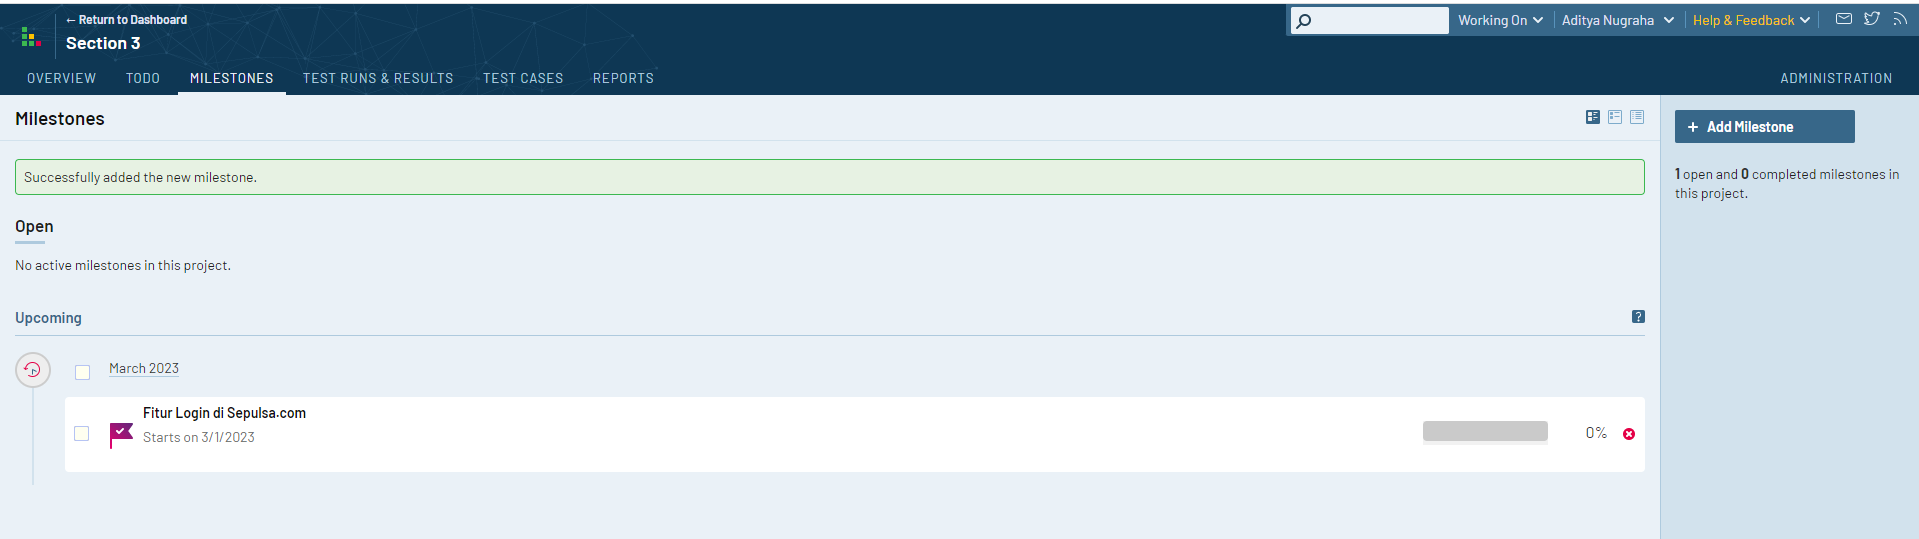 ← Return to Dashboard
Section 3
Working On
Aditya Nugraha
Help & Feedback
OVERVIEW
TODO
MILESTONES
TEST RUNS & RESULTS
TEST CASES
REPORTS
ADMINISTRATION
Milestones
Successfully added the new milestone.
Open
No active milestones in this project.
Upcoming
?
March 2023
Fitur Login di Sepulsa.com
Starts on 3/1/2023
0%
+ Add Milestone
1 open and 0 completed milestones in
this project.